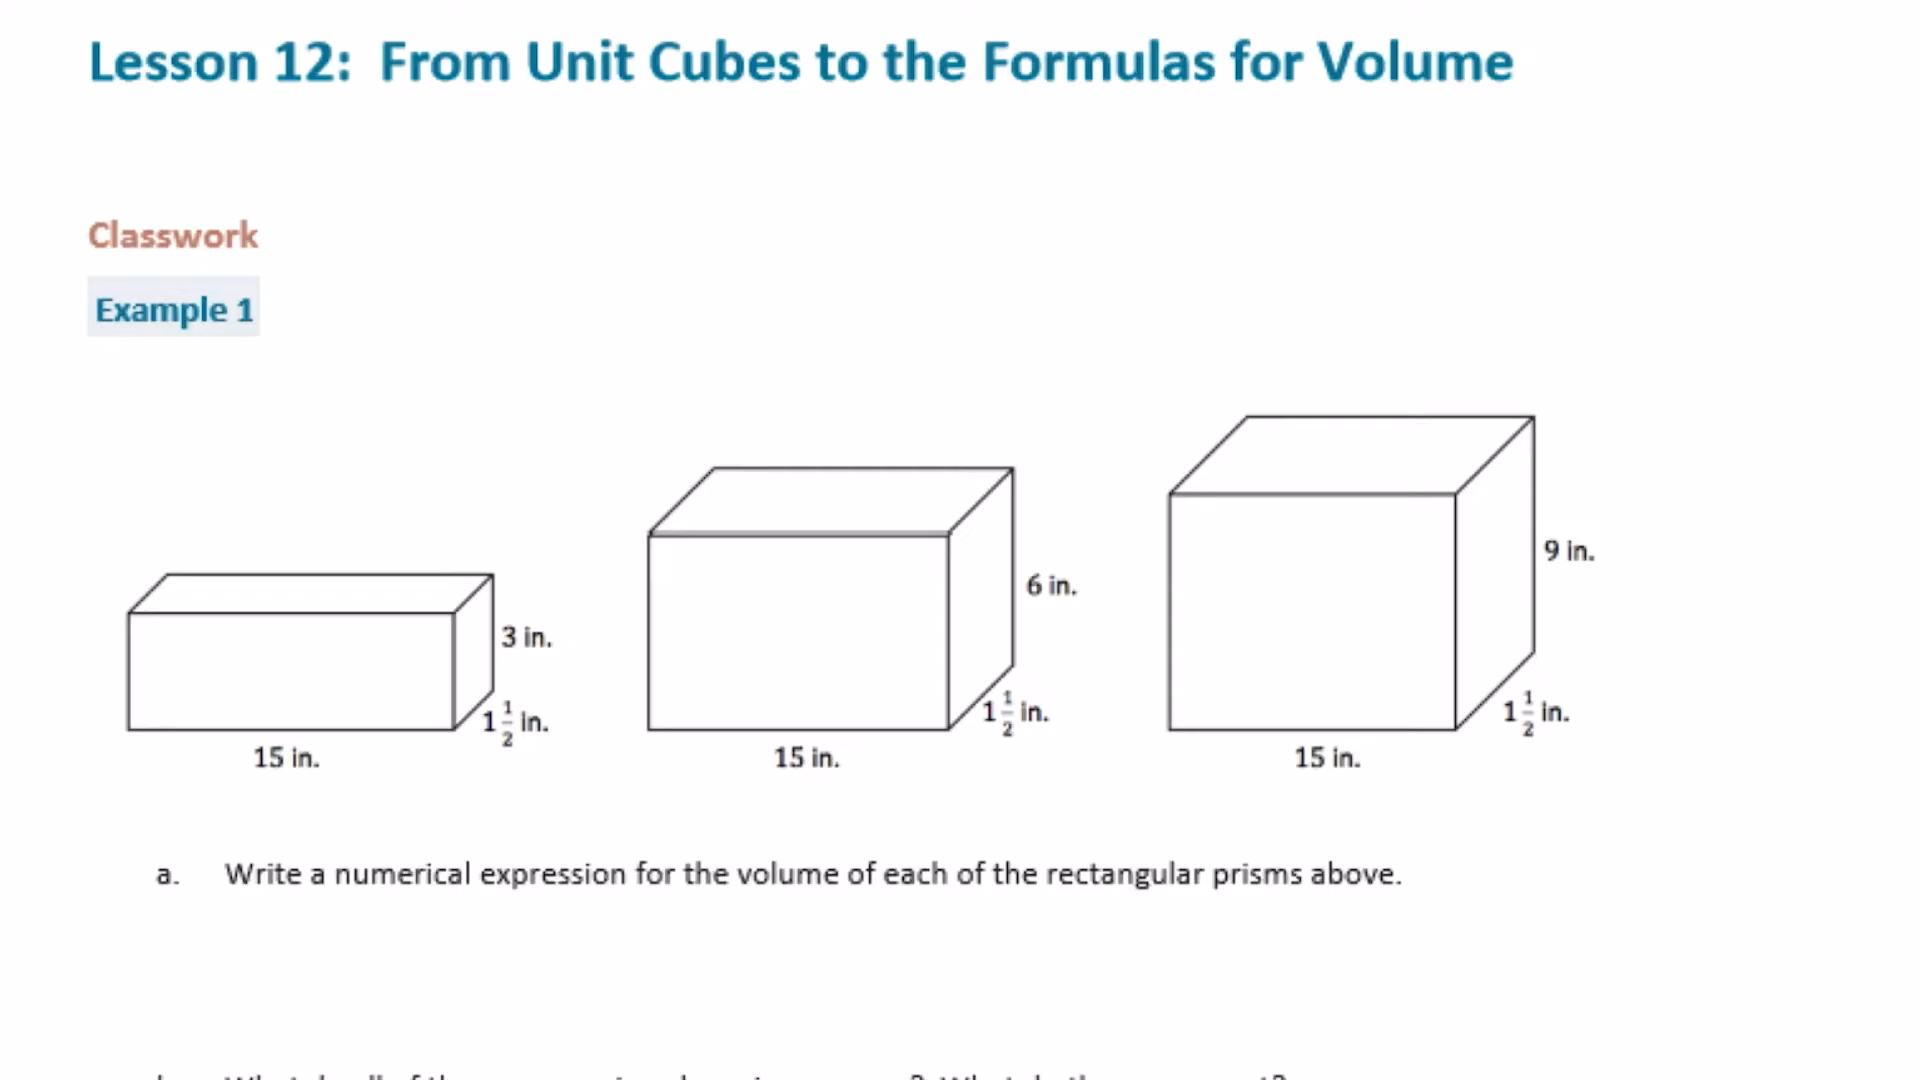 Lesson 12: From Unit Cubes to the Formulas for Volume
Classwork
Example 1
3 in.
1 1/2 in.
15 in.
6 in.
1 1/2 in.
15 in.
9 in.
1 1/2 in.
15 in.
a. Write a numerical expression for the volume of each of the rectangular prisms above.